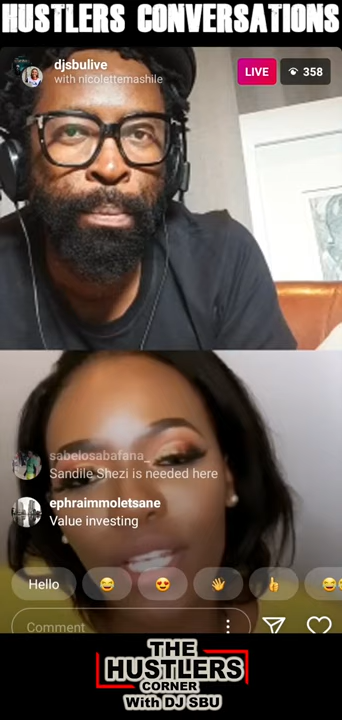 HUSTLERS CONVERSATIONS
djsbulive
with nicolettemashile
LIVE
358
sabelosabafana_
Sandile Shezi is needed here
ephraimmoletsane
Value investing
Hello
Comment
THE
HUSTLERS
CORNER
With DJ SBU